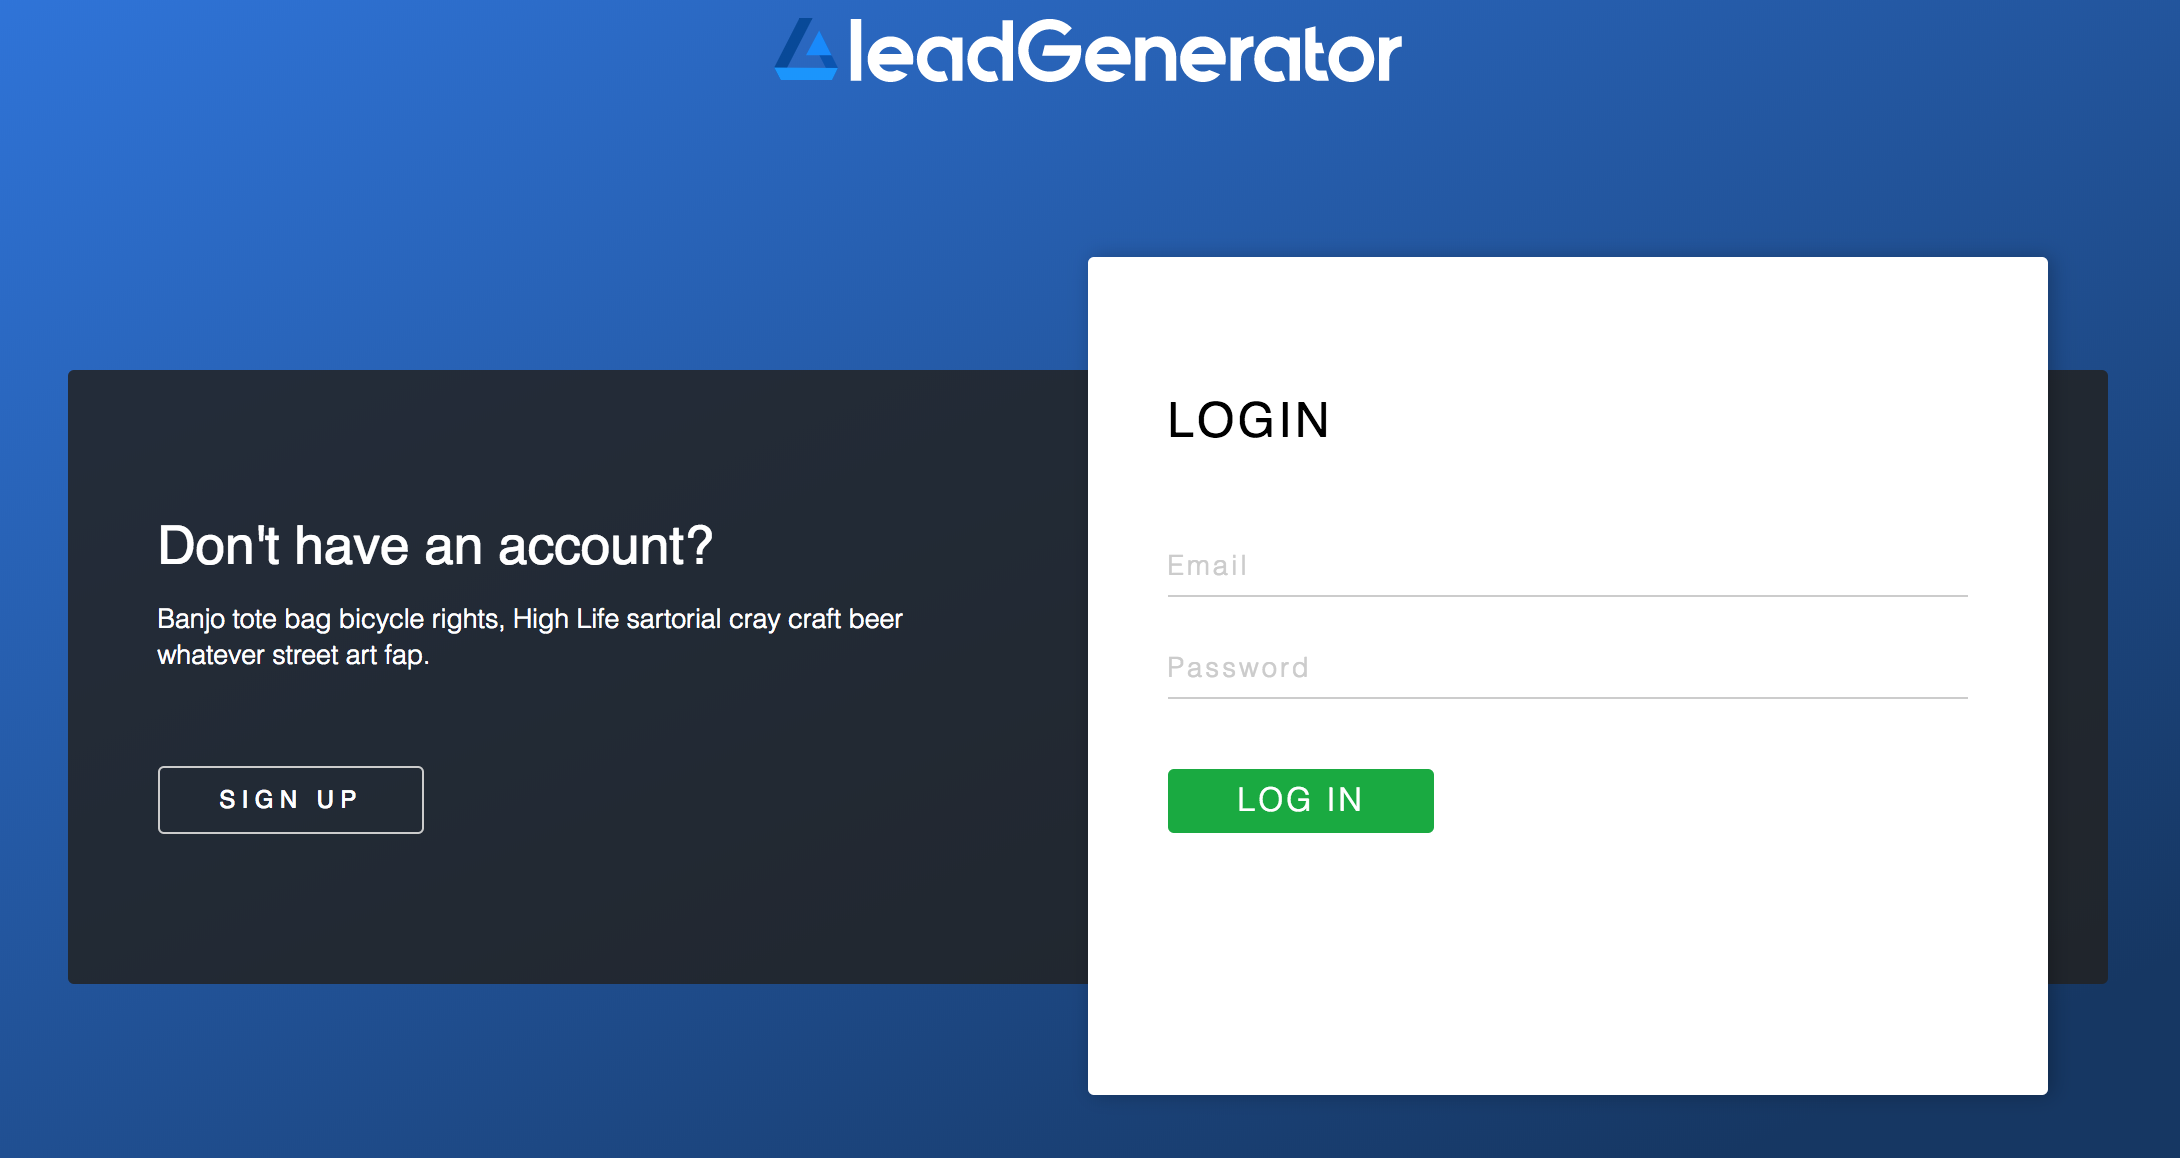 leadGenerator
Don't have an account?
Banjo tote bag bicycle rights, High Life sartorial cray craft beer
whatever street art fap.
SIGN UP
LOGIN
Email
Password
LOG IN